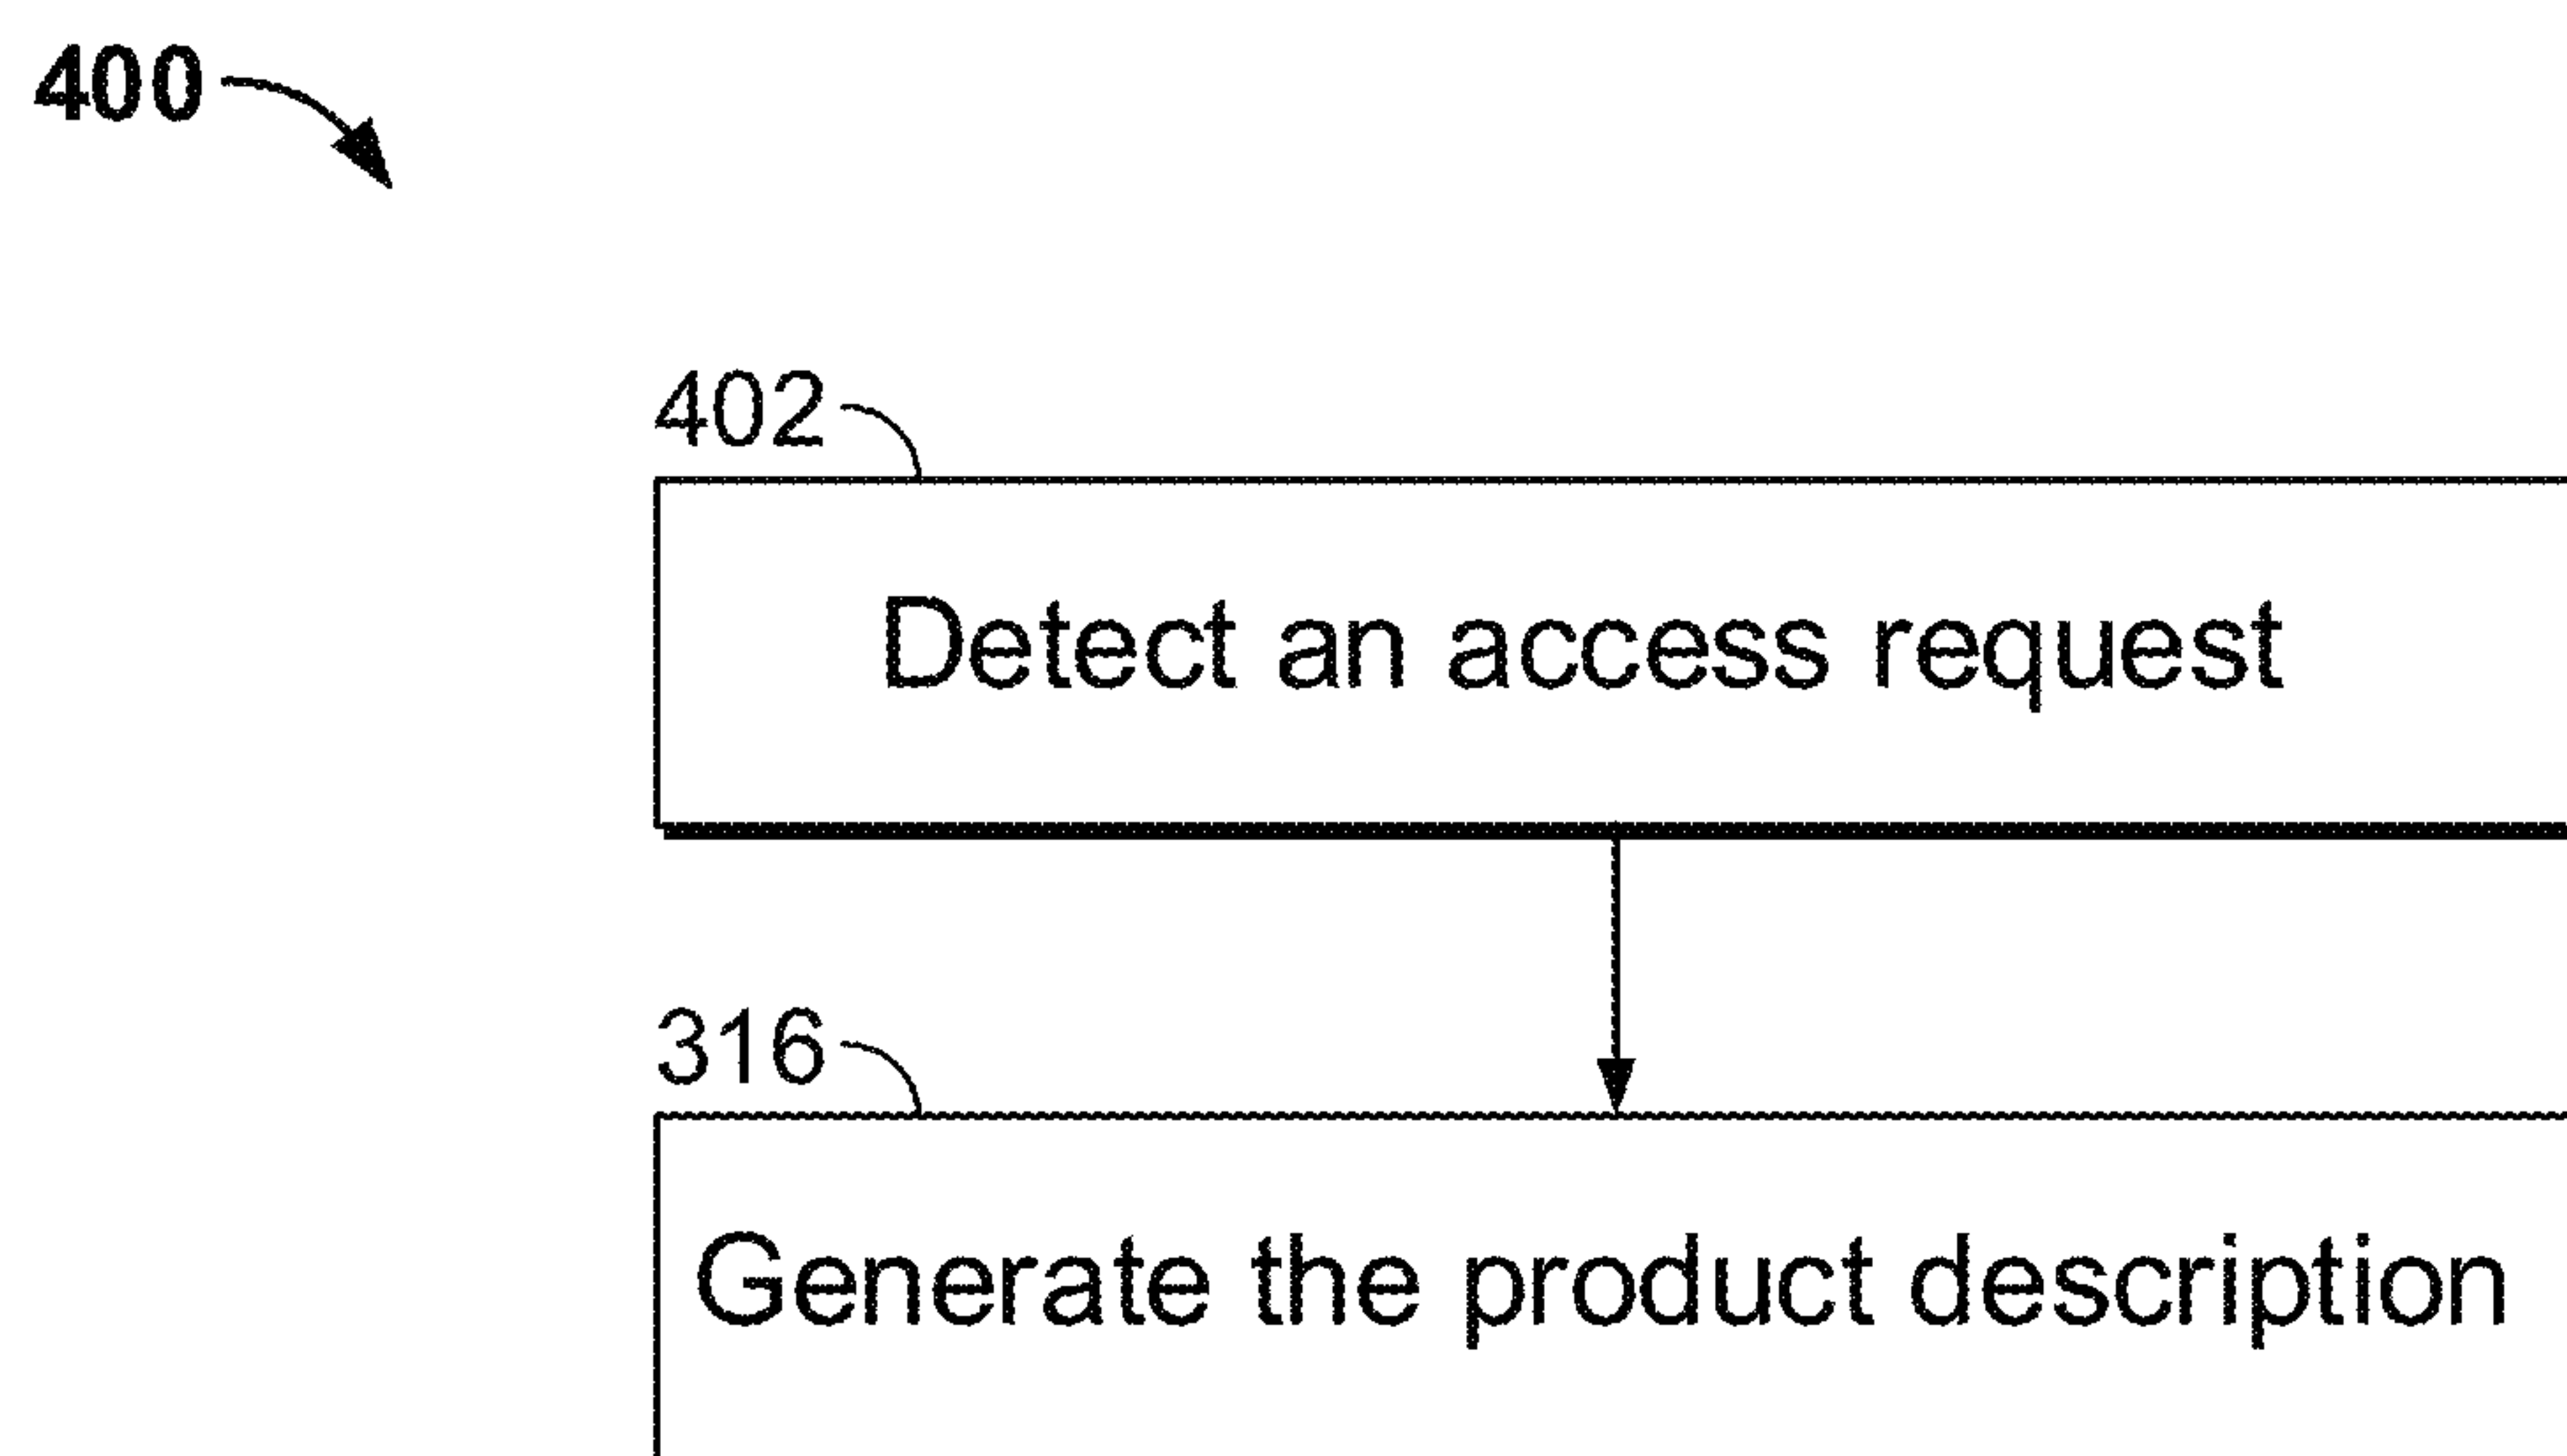 400
402
Detect an access request
316
Generate the product description